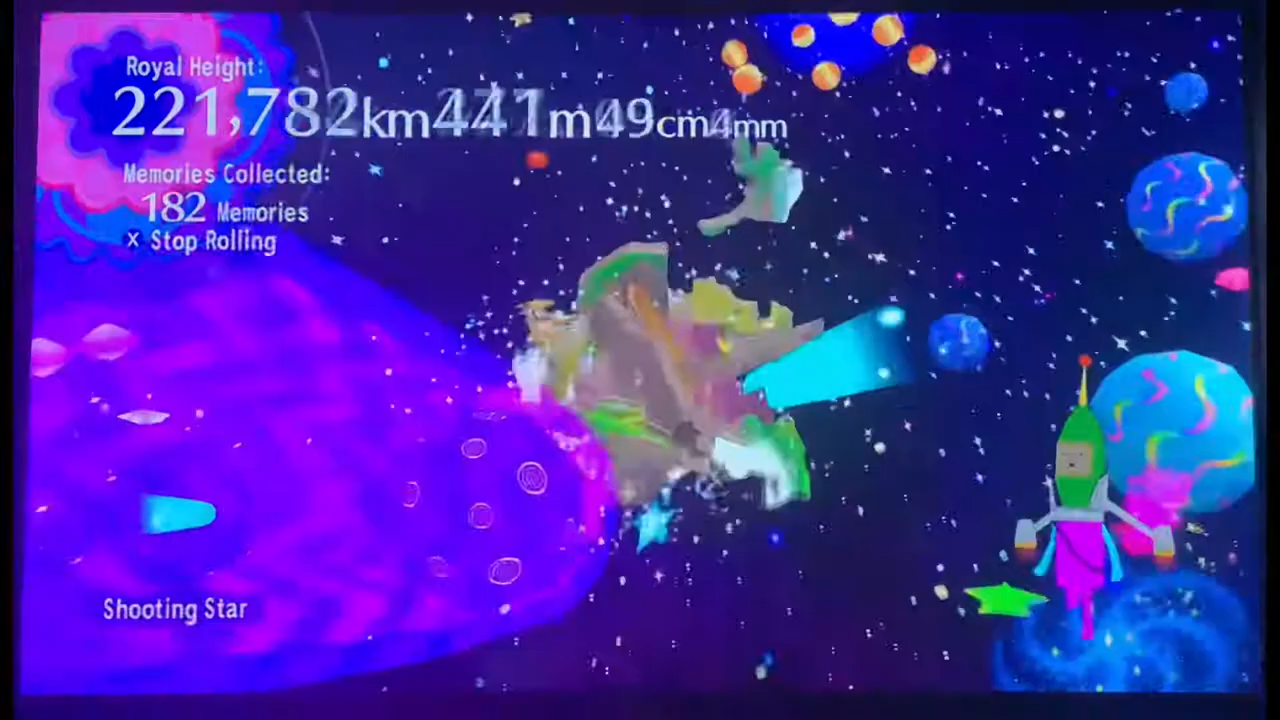 Royal Height:
221,782km441m49cm4mm
Memories Collected:
182 Memories
× Stop Rolling
Shooting Star